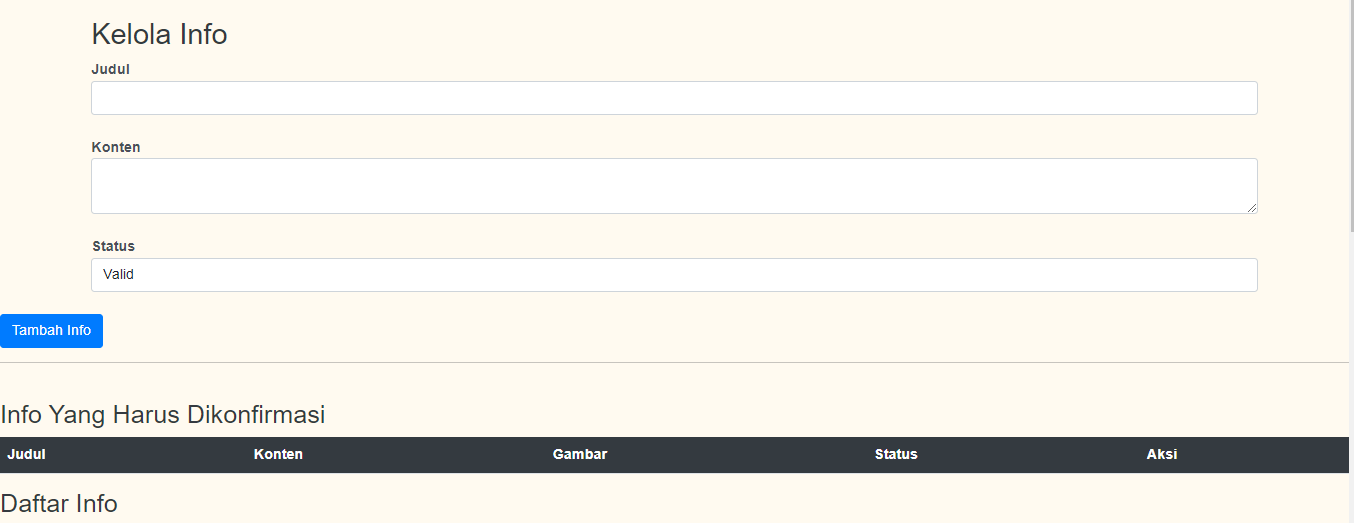 Kelola Info
Judul
Konten
Status
Valid
Tambah Info
Info Yang Harus Dikonfirmasi
Judul Konten Gambar Status Aksi
Daftar Info